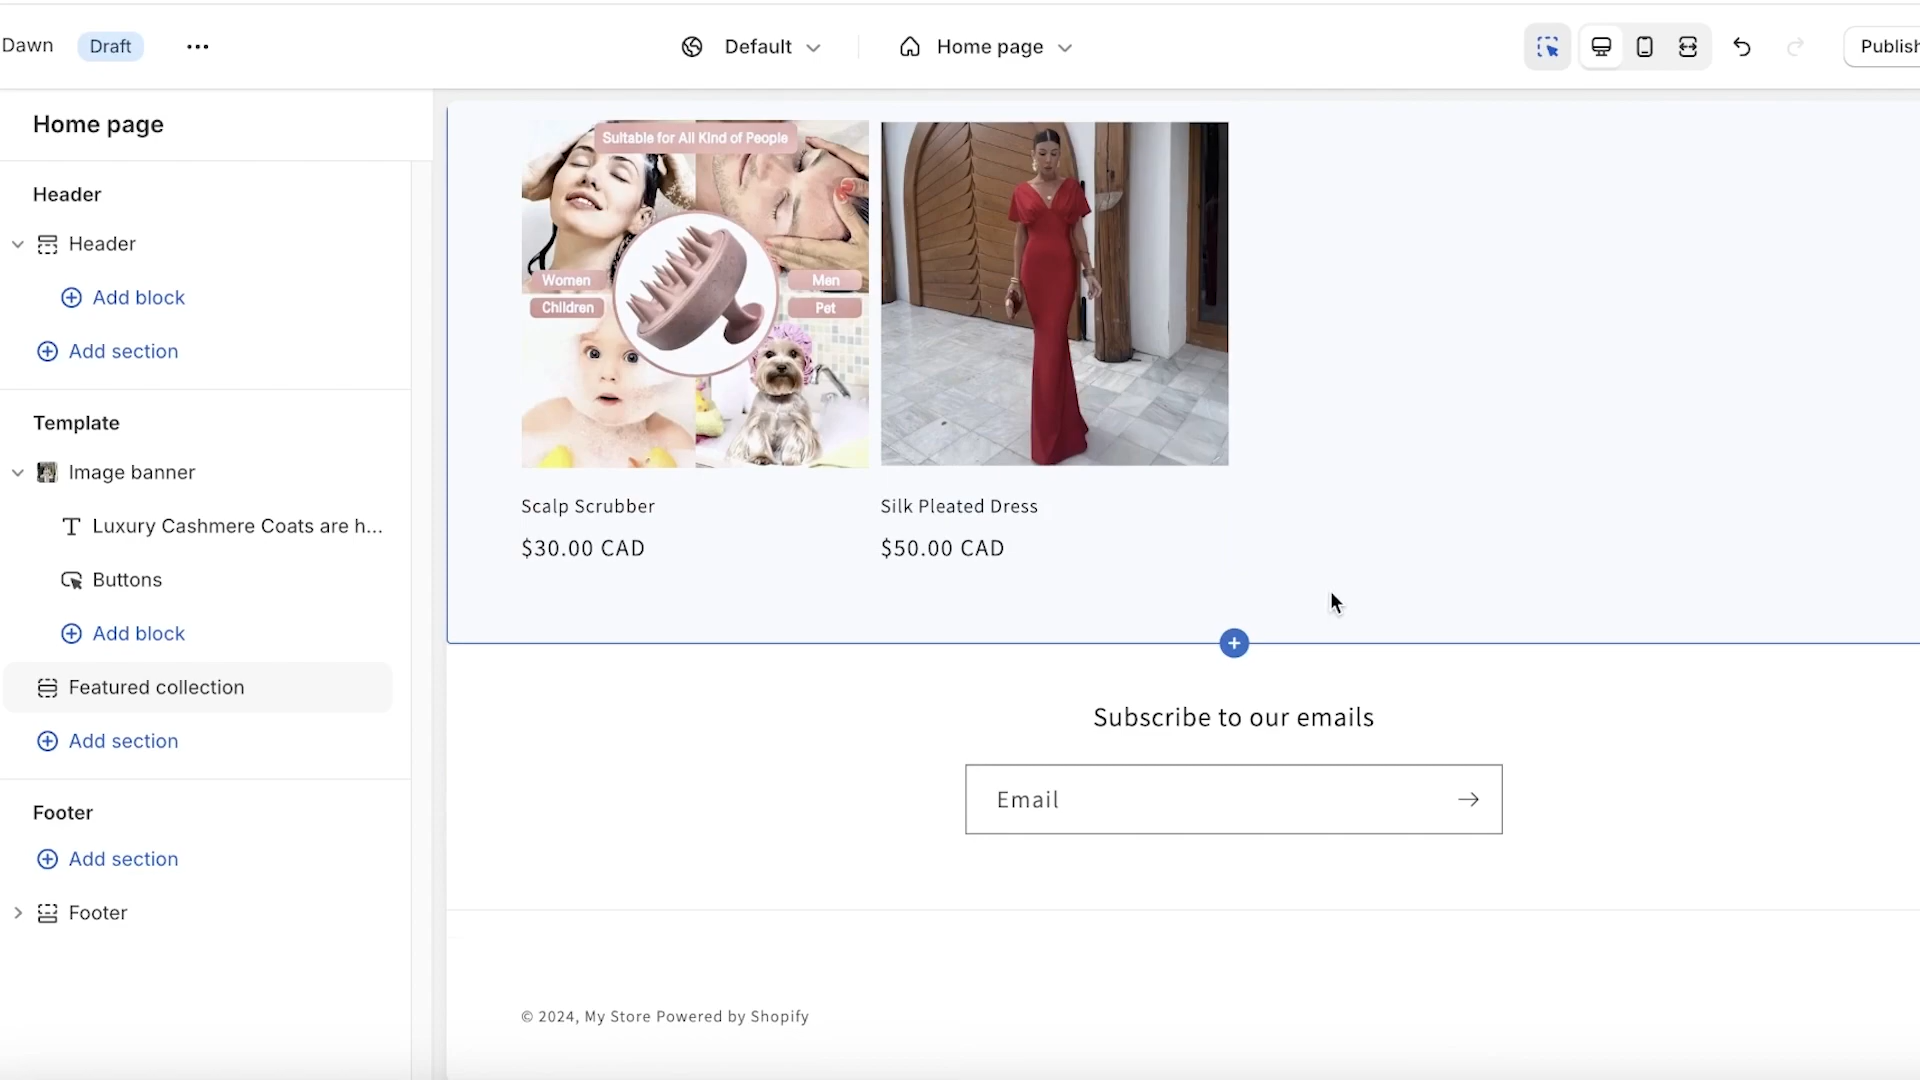 Dawn Draft Default Home page Publish
Home page
Header
Header
Add block
Add section
Template
Image banner
Luxury Cashmere Coats are h...
Buttons
Add block
Featured collection
Add section
Footer
Add section
Footer
Suitable for All Kind of People
Women
Men
Children
Pet
Scalp Scrubber
$30.00 CAD
Silk Pleated Dress
$50.00 CAD
Subscribe to our emails
Email
© 2024, My Store Powered by Shopify